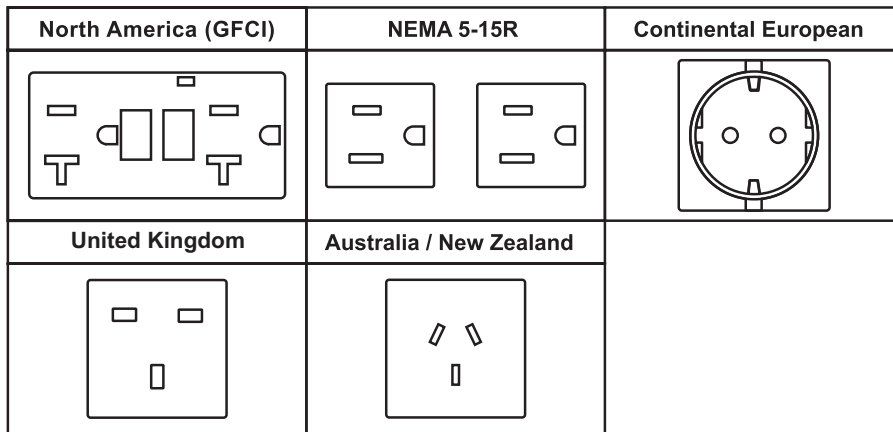 North America (GFCI)
NEMA 5-15R
Continental European
United Kingdom
Australia / New Zealand